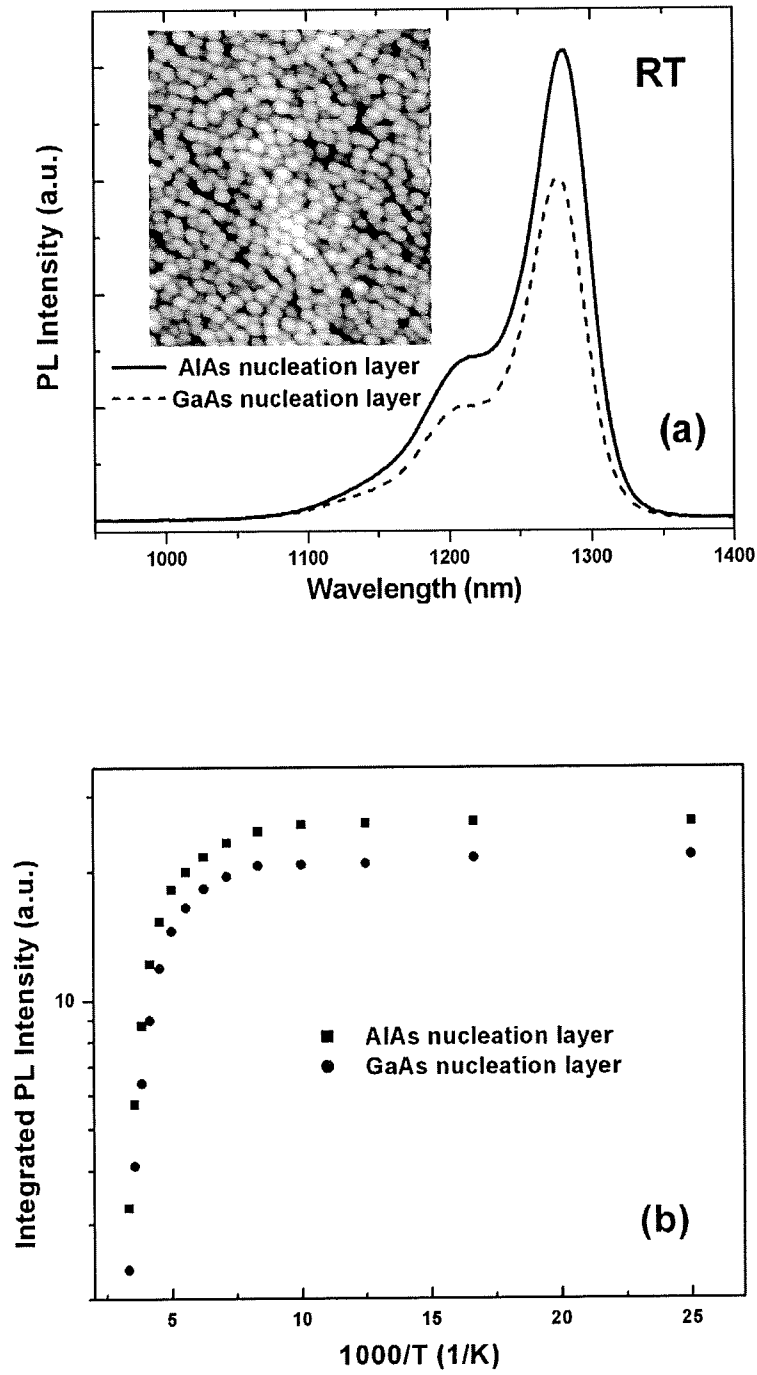 RT
PL Intensity (a.u.)
AlAs nucleation layer
GaAs nucleation layer
(a)
1000 1100 1200 1300 1400
Wavelength (nm)
Integrated PL Intensity (a.u.)
10
AlAs nucleation layer
GaAs nucleation layer
(b)
5 10 15 20 25
1000/T (1/K)